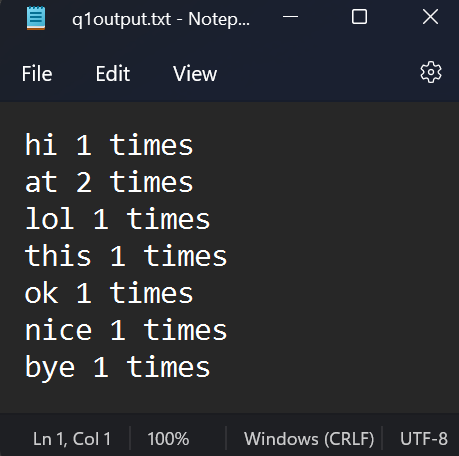 q1output.txt - Notep...
File Edit View
hi 1 times
at 2 times
lol 1 times
this 1 times
ok 1 times
nice 1 times
bye 1 times
Ln 1, Col 1 100% Windows (CRLF) UTF-8